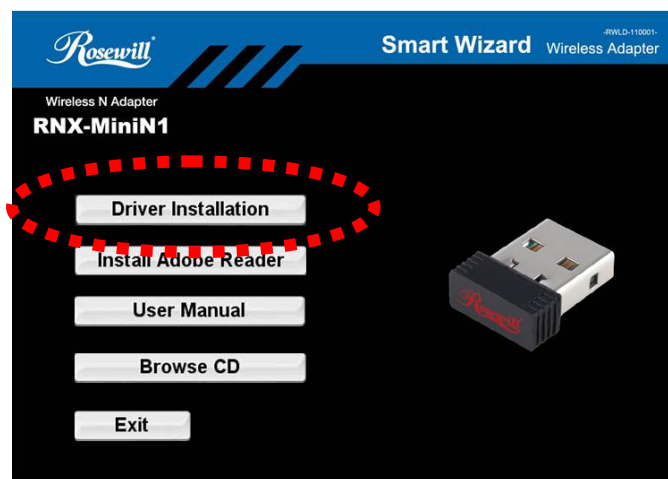 Rosewill
Smart Wizard
-RWLD-110001-
Wireless Adapter
Wireless N Adapter
RNX-MiniN1
Driver Installation
Install Adobe Reader
User Manual
Rosewill
Browse CD
Exit